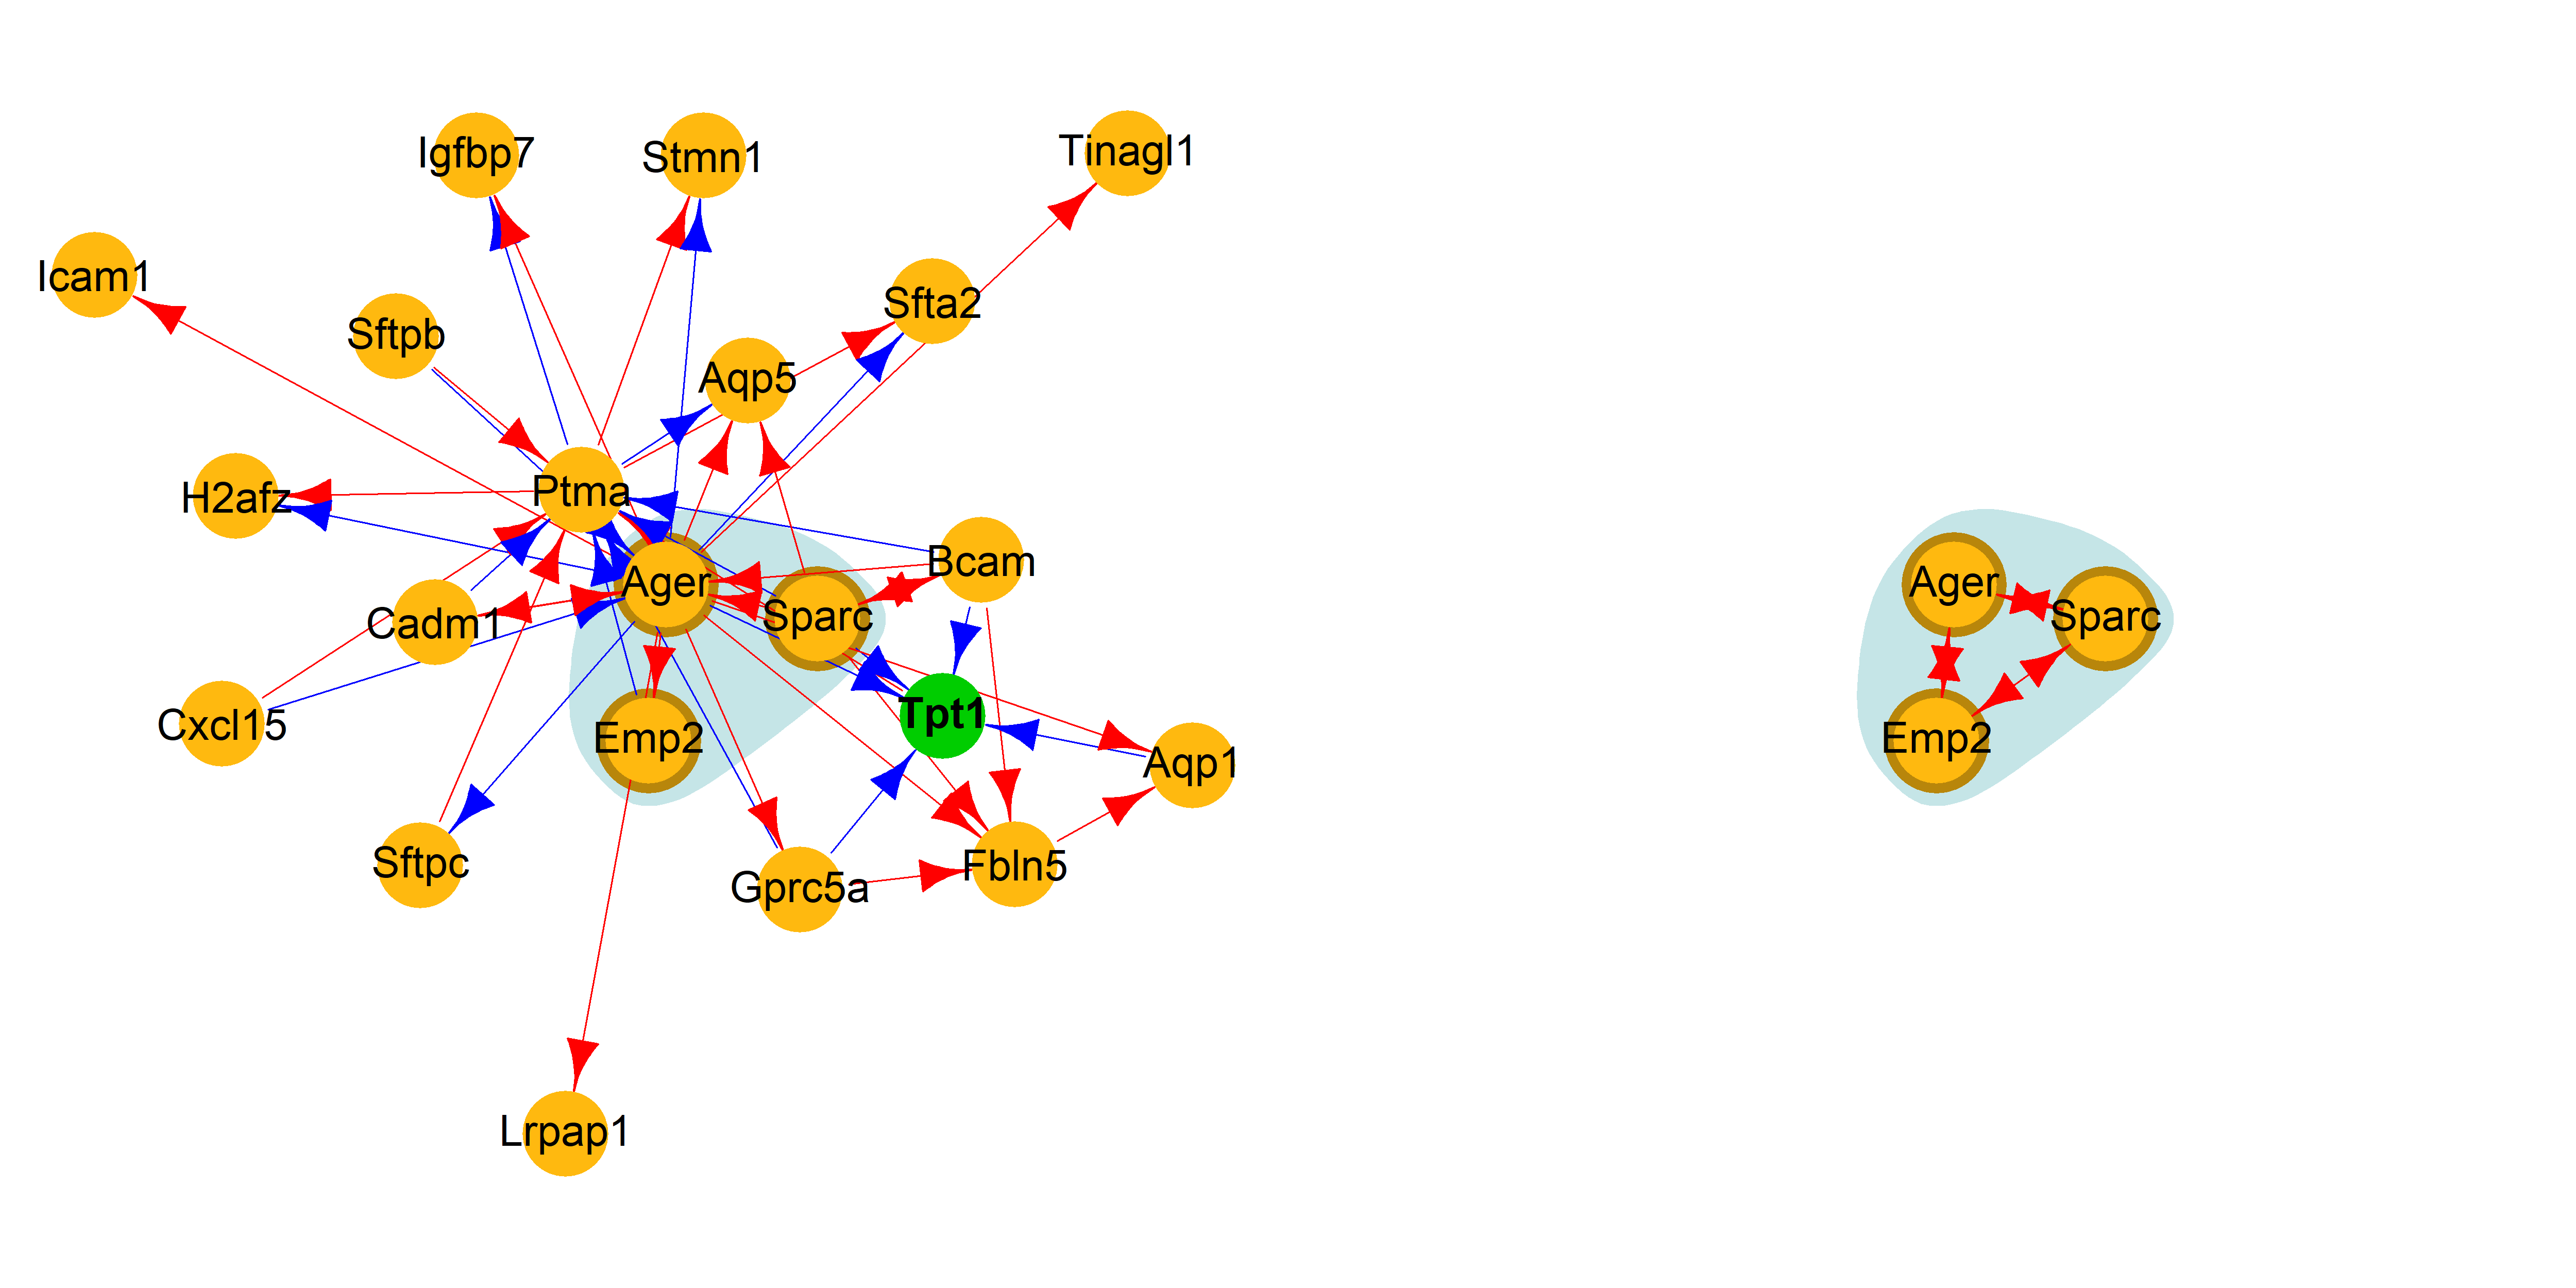 Igfbp7
Stmn1
Tinagl1
Icam1
Sftpb
Sfta2
Aqp5
Ptma
H2afz
Ager
Bcam
Cadm1
Sparc
Cxcl15
Emp2
Tpt1
Aqp1
Sftpc
Gprc5a
Fbln5
Lrpap1
Ager
Sparc
Emp2